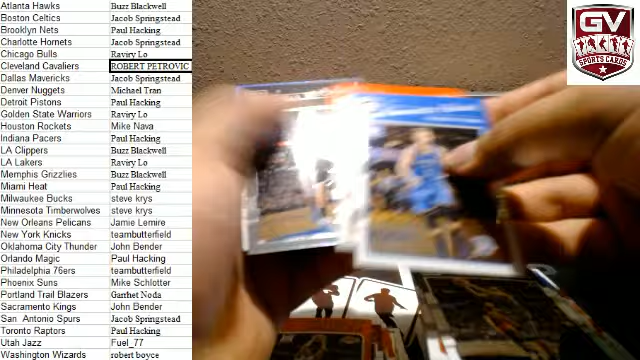 Atlanta Hawks Buzz Blackwell
Boston Celtics Jacob Springstead
Brooklyn Nets Paul Hacking
Charlotte Hornets Jacob Springstead
Chicago Bulls Raviry Lo
Cleveland Cavaliers ROBERT PETROVIC
Dallas Mavericks Jacob Springstead
Denver Nuggets Michael Tran
Detroit Pistons Paul Hacking
Golden State Warriors Raviry Lo
Houston Rockets Mike Nava
Indiana Pacers Paul Hacking
LA Clippers Buzz Blackwell
LA Lakers Raviry Lo
Memphis Grizzlies Buzz Blackwell
Miami Heat Paul Hacking
Milwaukee Bucks steve krys
Minnesota Timberwolves steve krys
New Orleans Pelicans Jamie Lemire
New York Knicks teambutterfield
Oklahoma City Thunder John Bender
Orlando Magic Paul Hacking
Philadelphia 76ers teambutterfield
Phoenix Suns Mike Schlotter
Portland Trail Blazers Garrhet Noda
Sacramento Kings John Bender
San Antonio Spurs Jacob Springstead
Toronto Raptors Paul Hacking
Utah Jazz Fuel_77
Washington Wizards robert boyce
GV
SPORTS CARDS